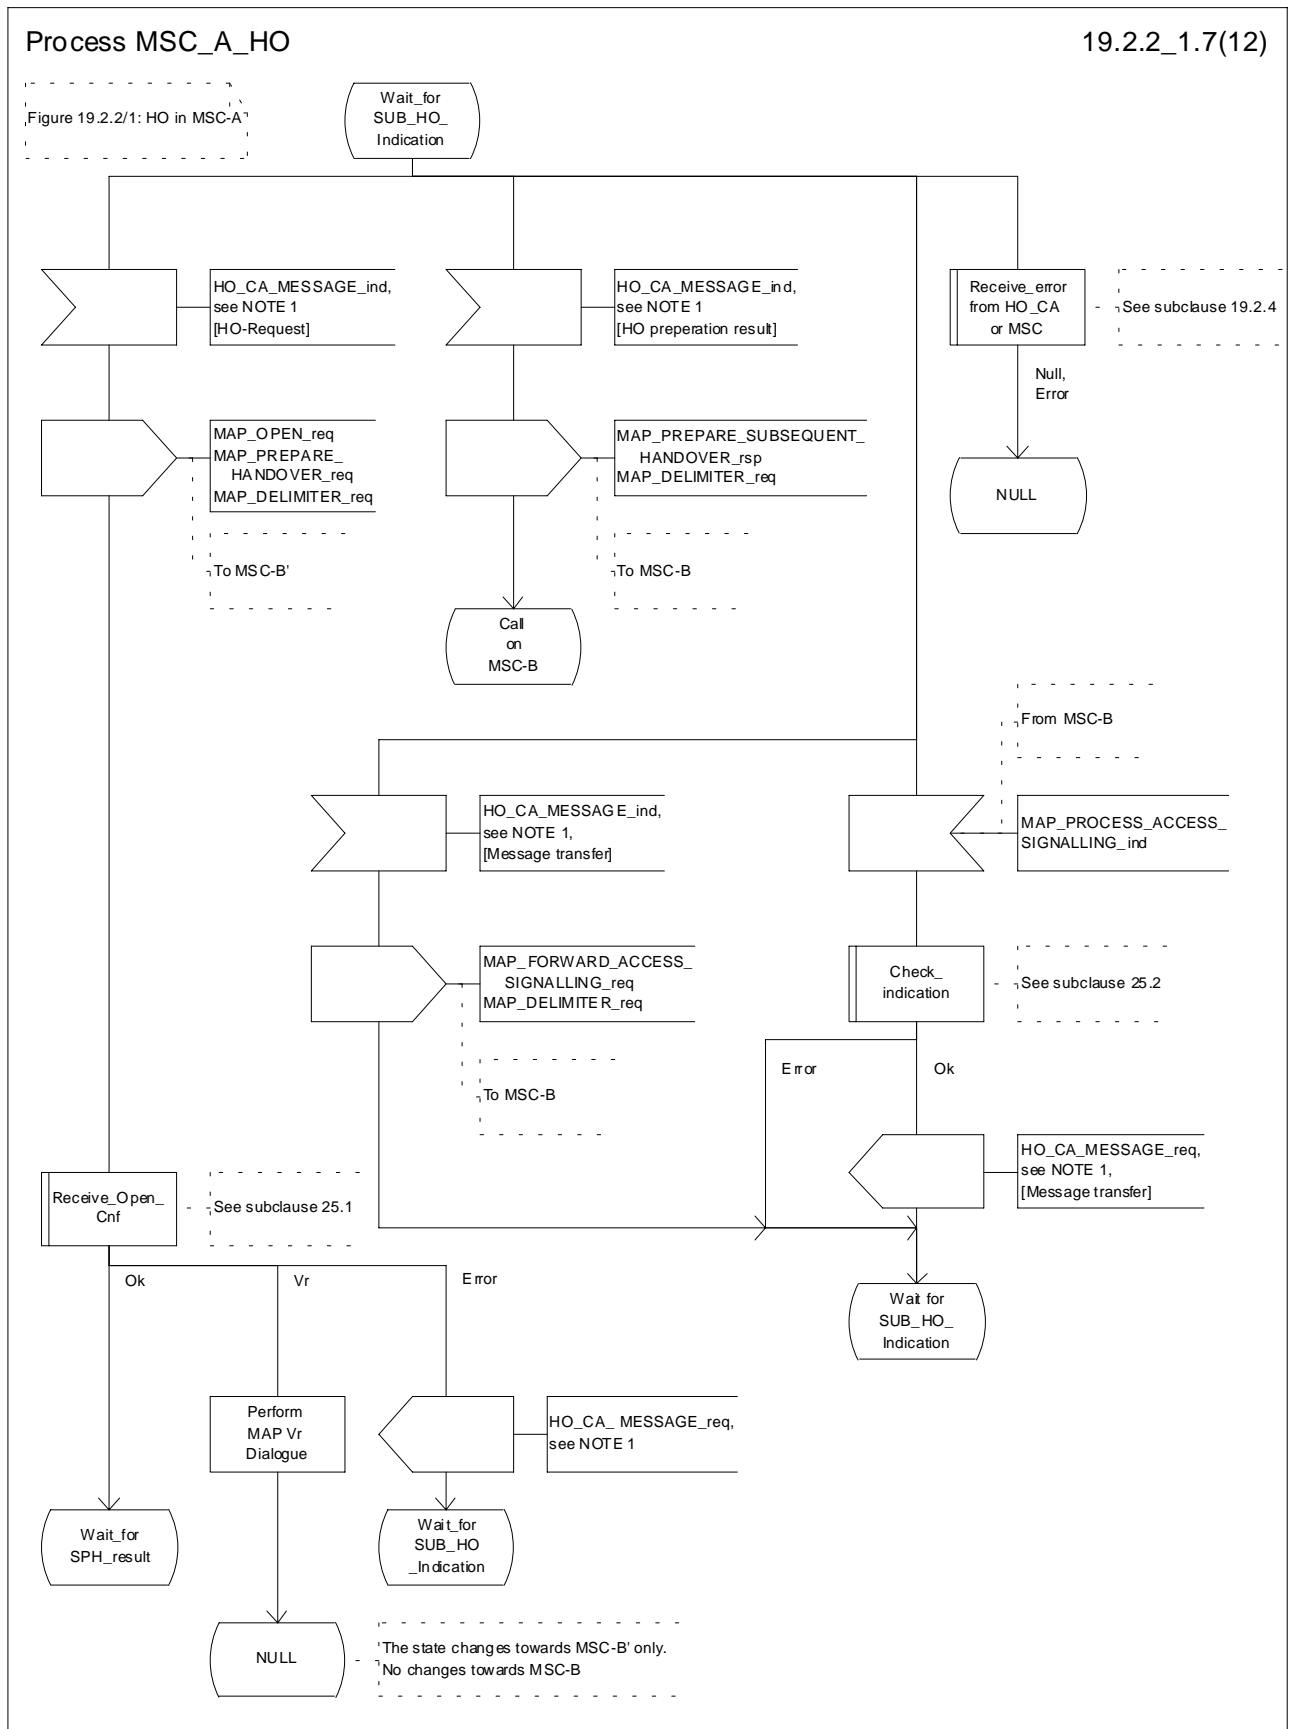 Process MSC_A_HO
19.2.2_1.7(12)
Figure 19.2.2/1: HO in MSC-A
Wait_for
SUB_HO_
Indication
HO_CA_MESSAGE_ind,
see NOTE 1
[HO-Request]
HO_CA_MESSAGE_ind,
see NOTE 1
[HO preperation result]
Receive_error
from HO_CA
or MSC
See subclause 19.2.4
Null,
Error
MAP_OPEN_req
MAP_PREPARE_
HANDOVER_req
MAP_DELIMITER_req
MAP_PREPARE_SUBSEQUENT_
HANDOVER_rsp
MAP_DELIMITER_req
NULL
To MSC-B'
To MSC-B
Call
on
MSC-B
From MSC-B
HO_CA_MESSAGE_ind,
see NOTE 1,
[Message transfer]
MAP_PROCESS_ACCESS_
SIGNALLING_ind
MAP_FORWARD_ACCESS_
SIGNALLING_req
MAP_DELIMITER_req
Check_
indication
See subclause 25.2
Error
Ok
To MSC-B
HO_CA_MESSAGE_req,
see NOTE 1,
[Message transfer]
Receive_Open_
Cnf
See subclause 25.1
Ok
Vr
Error
Wait for
SUB_HO_
Indication
Perform
MAP Vr
Dialogue
HO_CA_ MESSAGE_req,
see NOTE 1
Wait_for
SPH_result
Wait_for
SUB_HO
_Indication
NULL
The state changes towards MSC-B' only.
No changes towards MSC-B